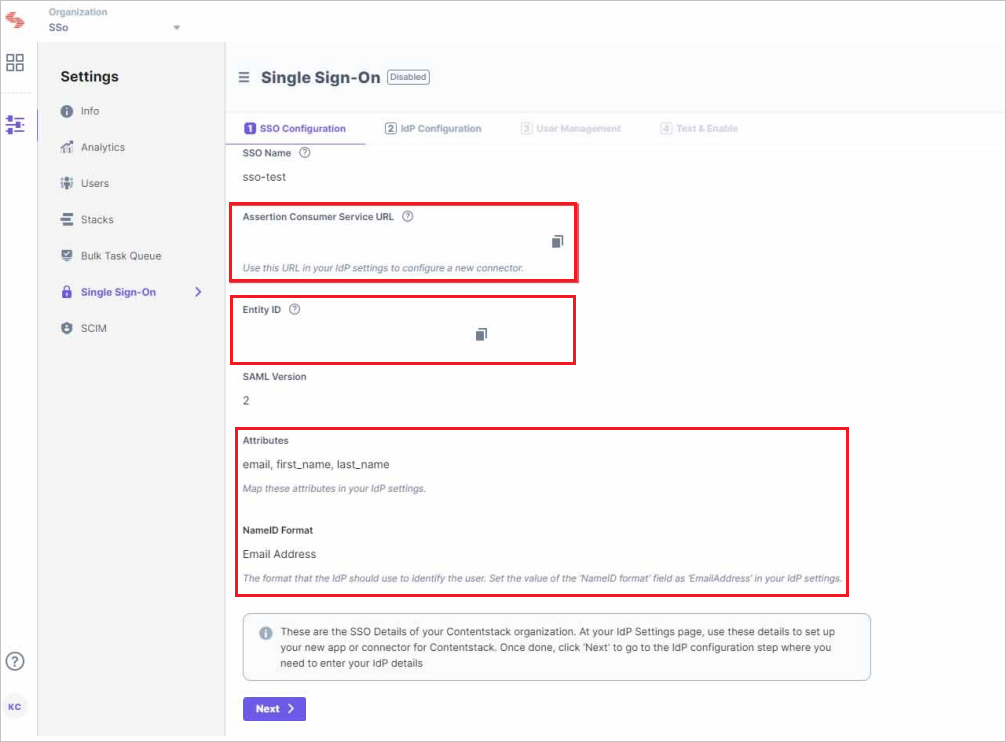 Organization
SSo
Settings
Info
Analytics
Users
Stacks
Bulk Task Queue
Single Sign-On
SCIM
KC
Single Sign-On Disabled
1 SSO Configuration
2 IdP Configuration
3 User Management
4 Test & Enable
SSO Name
sso-test
Assertion Consumer Service URL
Use this URL in your IdP settings to configure a new connector.
Entity ID
SAML Version
2
Attributes
email, first_name, last_name
Map these attributes in your IdP settings.
NameID Format
Email Address
The format that the IdP should use to identify the user. Set the value of the 'NameID format' field as 'EmailAddress' in your IdP settings.
These are the SSO Details of your Contentstack organization. At your IdP Settings page, use these details to set up
your new app or connector for Contentstack. Once done, click 'Next' to go to the IdP configuration step where you
need to enter your IdP details
Next